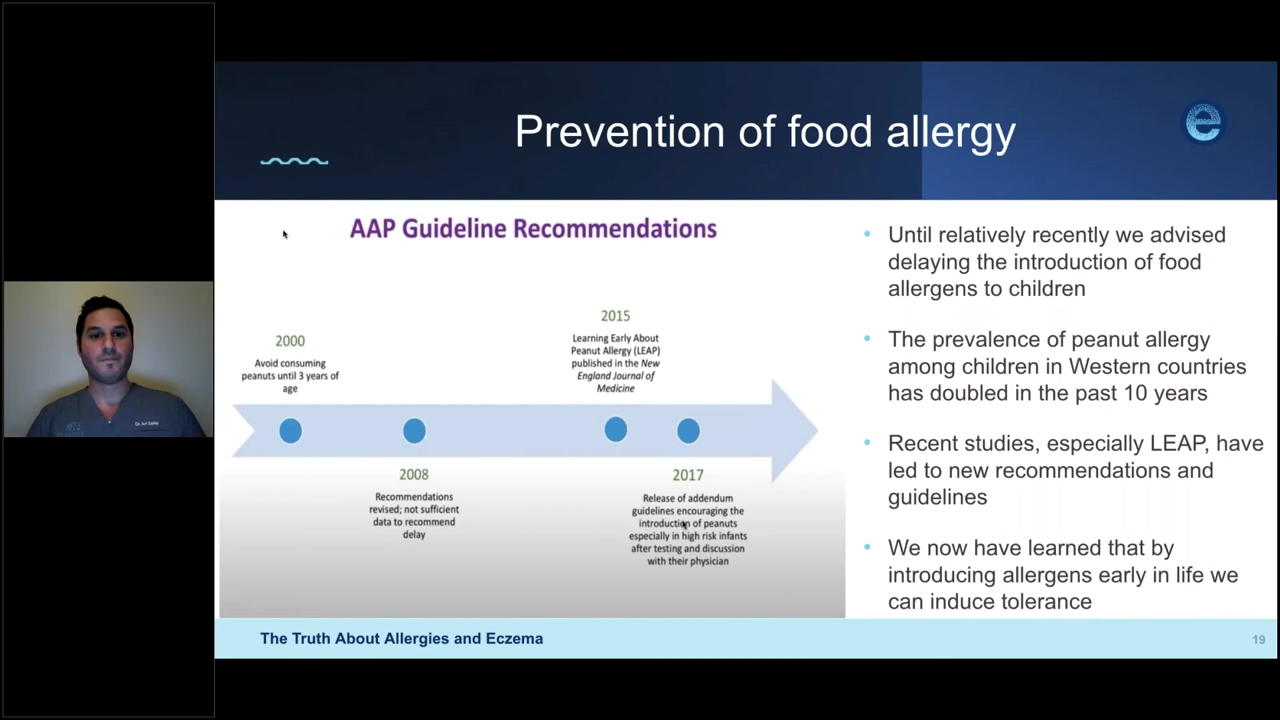 Prevention of food allergy
e
AAP Guideline Recommendations
2000
Avoid consuming
peanuts until 3 years of
age
2008
Recommendations
revised; not sufficient
data to recommend
delay
2015
Learning Early About
Peanut Allergy (LEAP)
published in the New
England Journal of
Medicine
2017
Release of addendum
guidelines encouraging the
introduction of peanuts
especially in high risk infants
after testing and discussion
with their physician
• Until relatively recently we advised
delaying the introduction of food
allergens to children
• The prevalence of peanut allergy
among children in Western countries
has doubled in the past 10 years
• Recent studies, especially LEAP, have
led to new recommendations and
guidelines
• We now have learned that by
introducing allergens early in life we
can induce tolerance
The Truth About Allergies and Eczema
19